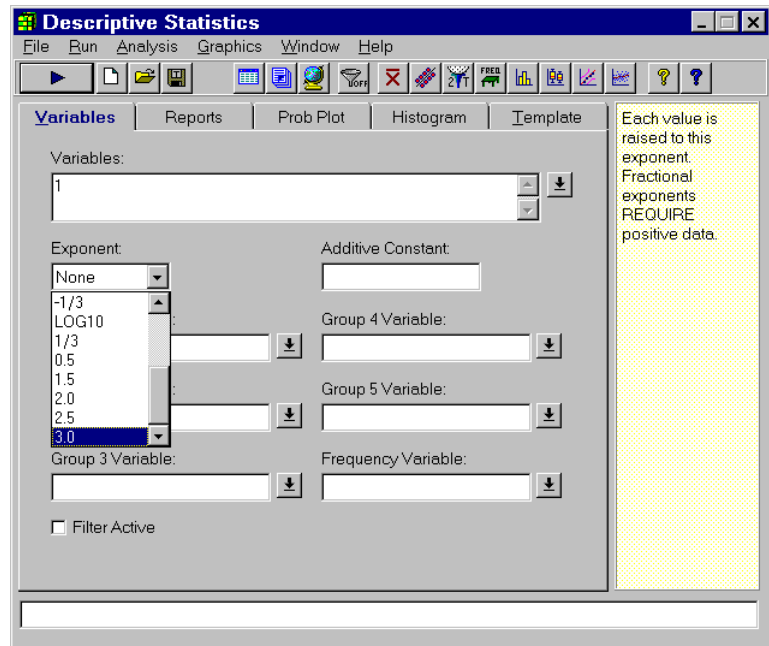 Descriptive Statistics
File Run Analysis Graphics Window Help
OFF
2YT
FREQ
? ?
Variables Reports Prob Plot Histogram Template
Variables:
1
Exponent:
Additive Constant:
None
-1/3
LOG10
1/3
0.5
1.5
2.0
2.5
3.0
:
Group 4 Variable:
:
Group 5 Variable:
Group 3 Variable:
Frequency Variable:
Filter Active
Each value is
raised to this
exponent.
Fractional
exponents
REQUIRE
positive data.